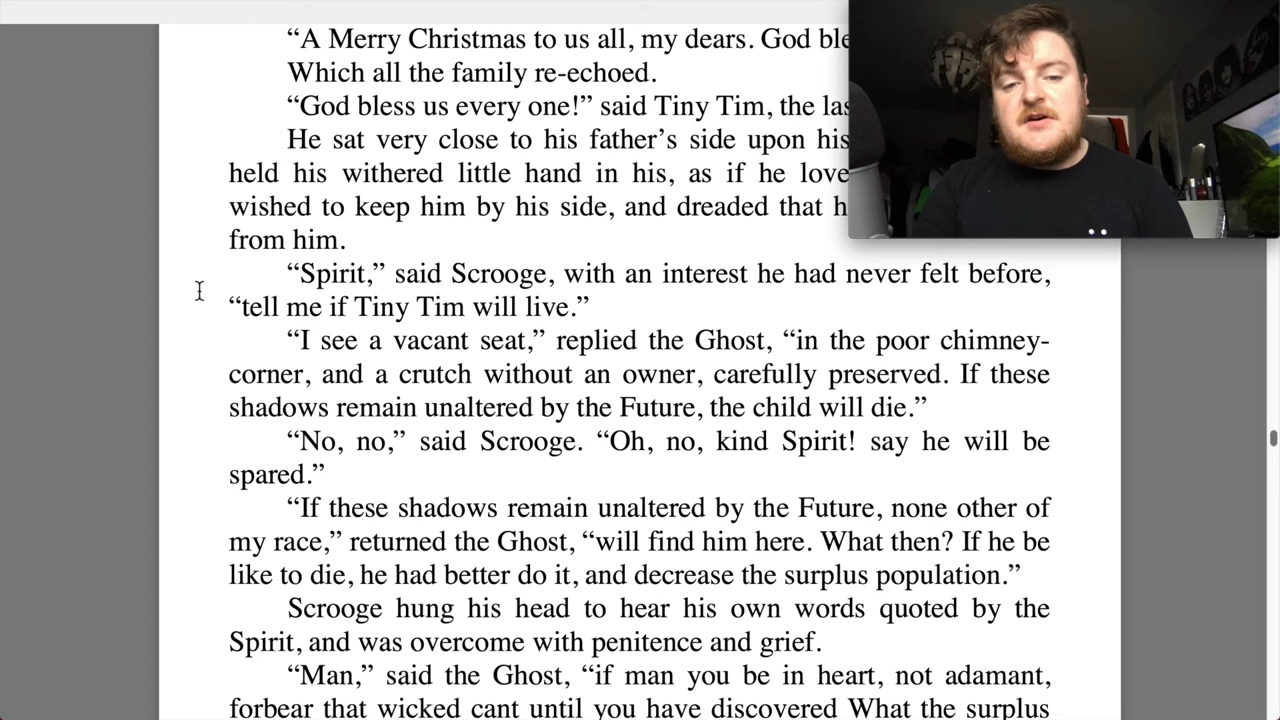 “A Merry Christmas to us all, my dears. God ble
Which all the family re-echoed.
“God bless us every one!” said Tiny Tim, the las
He sat very close to his father’s side upon his
held his withered little hand in his, as if he love
wished to keep him by his side, and dreaded that h
from him.
“Spirit,” said Scrooge, with an interest he had never felt before,
“tell me if Tiny Tim will live.”
“I see a vacant seat,” replied the Ghost, “in the poor chimney-
corner, and a crutch without an owner, carefully preserved. If these
shadows remain unaltered by the Future, the child will die.”
“No, no,” said Scrooge. “Oh, no, kind Spirit! say he will be
spared.”
“If these shadows remain unaltered by the Future, none other of
my race,” returned the Ghost, “will find him here. What then? If he be
like to die, he had better do it, and decrease the surplus population.”
Scrooge hung his head to hear his own words quoted by the
Spirit, and was overcome with penitence and grief.
“Man,” said the Ghost, “if man you be in heart, not adamant,
forbear that wicked cant until you have discovered What the surplus